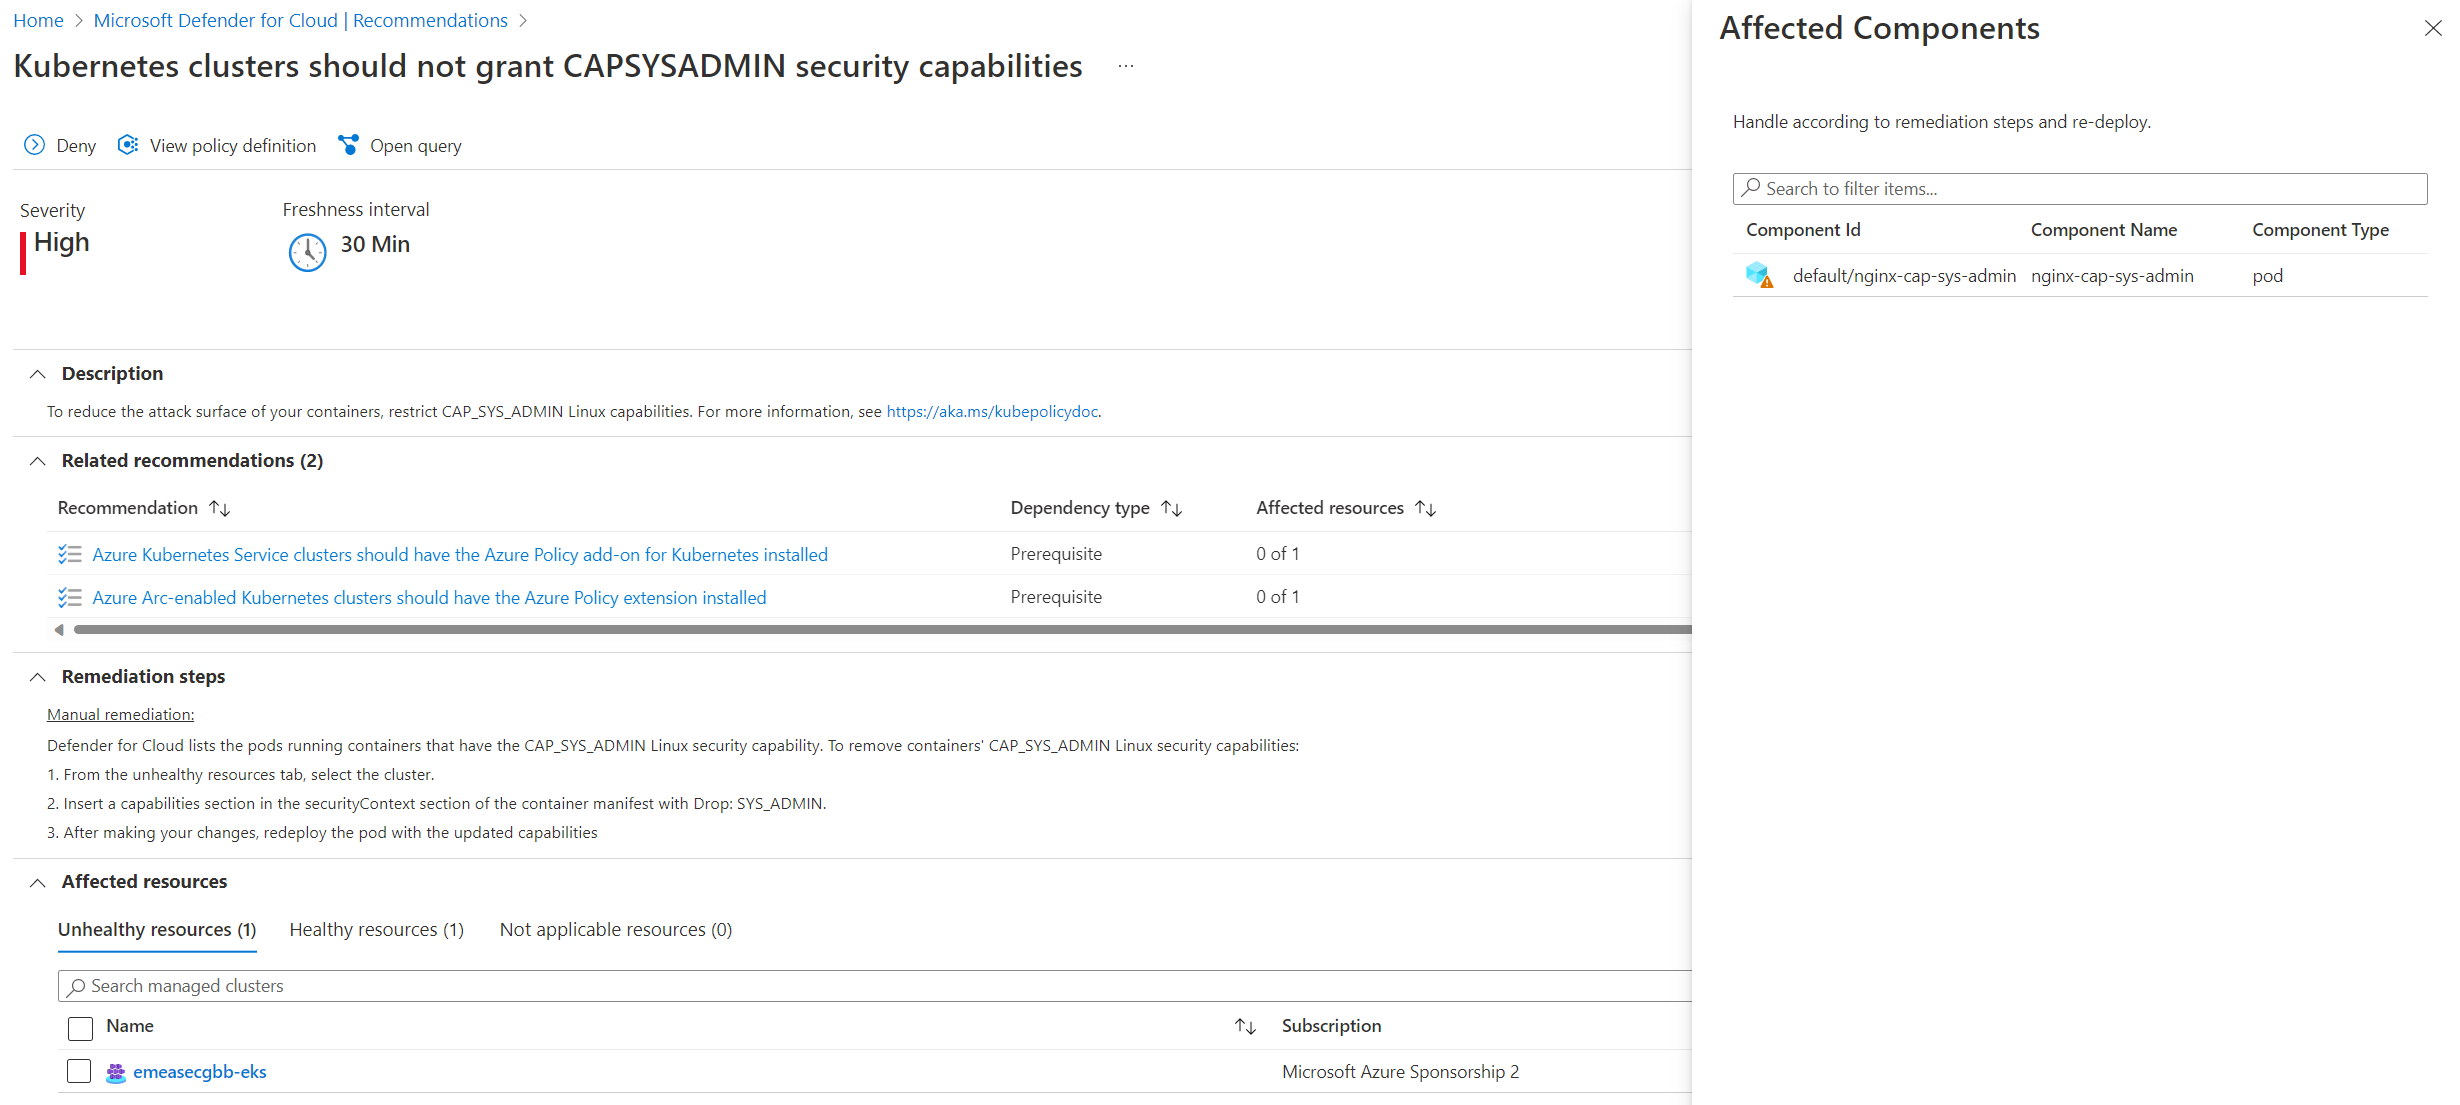 Home > Microsoft Defender for Cloud | Recommendations >
Kubernetes clusters should not grant CAPSYSADMIN security capabilities ...
Deny View policy definition Open query
Severity Freshness interval
High 30 Min
Description
To reduce the attack surface of your containers, restrict CAP_SYS_ADMIN Linux capabilities. For more information, see https://aka.ms/kubepolicydoc.
Related recommendations (2)
Recommendation Dependency type Affected resources
Azure Kubernetes Service clusters should have the Azure Policy add-on for Kubernetes installed Prerequisite 0 of 1
Azure Arc-enabled Kubernetes clusters should have the Azure Policy extension installed Prerequisite 0 of 1
Remediation steps
Manual remediation:
Defender for Cloud lists the pods running containers that have the CAP_SYS_ADMIN Linux security capability. To remove containers' CAP_SYS_ADMIN Linux security capabilities:
1. From the unhealthy resources tab, select the cluster.
2. Insert a capabilities section in the securityContext section of the container manifest with Drop: SYS_ADMIN.
3. After making your changes, redeploy the pod with the updated capabilities
Affected resources
Unhealthy resources (1) Healthy resources (1) Not applicable resources (0)
Search managed clusters
Name Subscription
emeasecgbb-eks Microsoft Azure Sponsorship 2
Affected Components
Handle according to remediation steps and re-deploy.
Search to filter items...
Component Id Component Name Component Type
default/nginx-cap-sys-admin nginx-cap-sys-admin pod